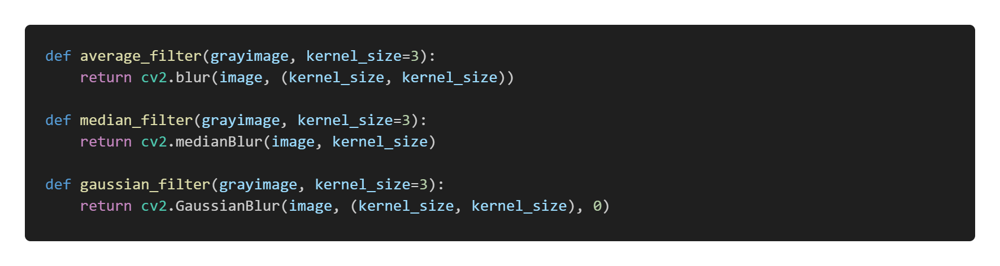 def average_filter(grayimage, kernel_size=3):
    return cv2.blur(image, (kernel_size, kernel_size))

def median_filter(grayimage, kernel_size=3):
    return cv2.medianBlur(image, kernel_size)

def gaussian_filter(grayimage, kernel_size=3):
    return cv2.GaussianBlur(image, (kernel_size, kernel_size), 0)